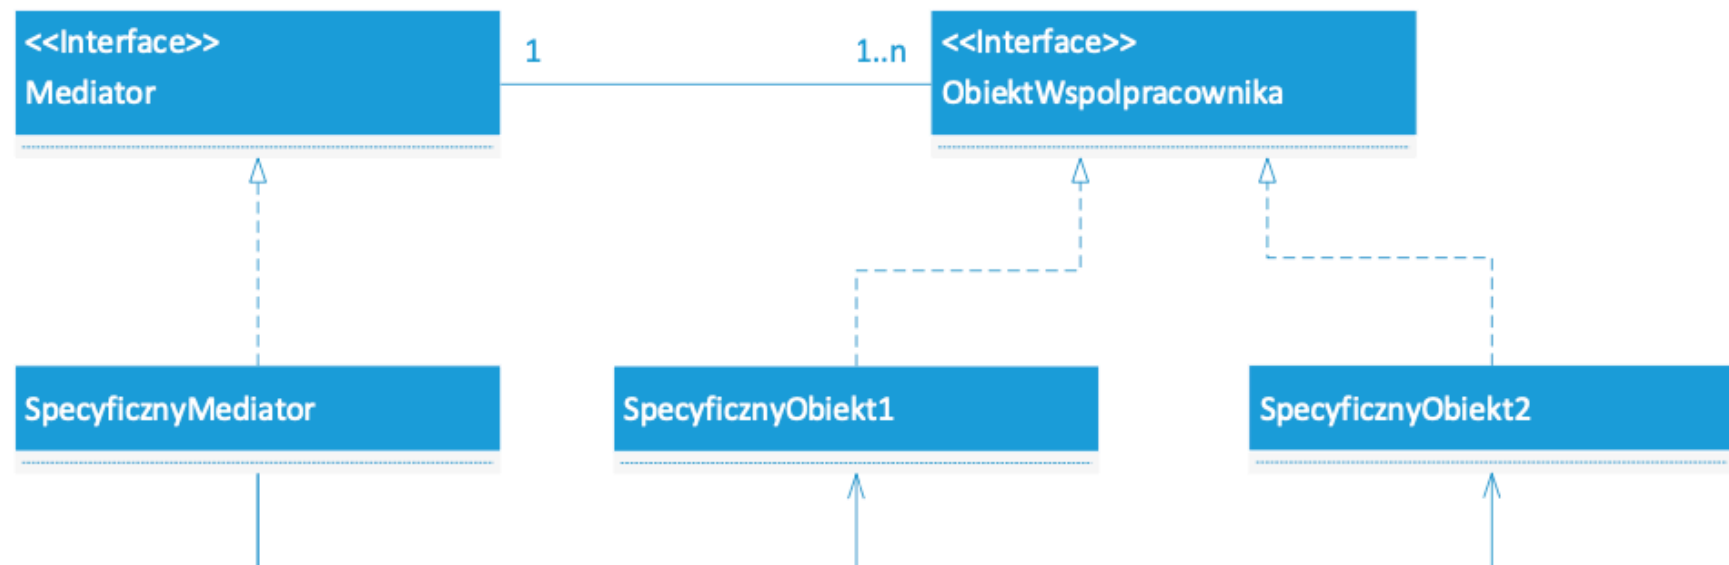 <<Interface>>
Mediator
1
1..n
<<Interface>>
ObiektWspolpracownika
SpecyficznyMediator
SpecyficznyObiekt1
SpecyficznyObiekt2